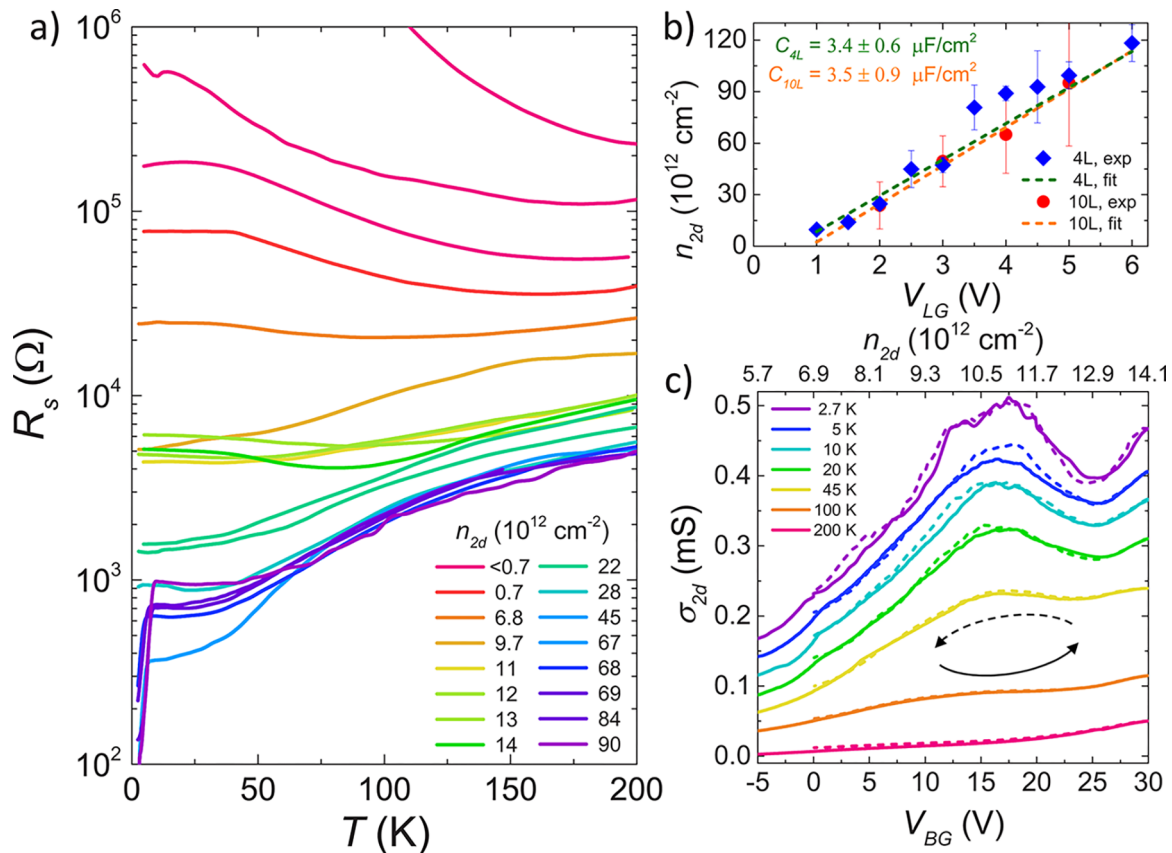 a)
10^6
10^5
10^4
10^3
10^2
R_s (Ω)
0 50 100 150 200
T (K)
n_2d (10^12 cm^-2)
<0.7 22
0.7 28
6.8 45
9.7 67
11 68
12 69
13 84
14 90
b)
C_4L = 3.4 ± 0.6 μF/cm^2
C_10L = 3.5 ± 0.9 μF/cm^2
120
90
60
30
0
n_2d (10^12 cm^-2)
4L, exp
4L, fit
10L, exp
10L, fit
0 1 2 3 4 5 6
V_LG (V)
c)
n_2d (10^12 cm^-2)
5.7 6.9 8.1 9.3 10.5 11.7 12.9 14.1
0.5
0.4
0.3
0.2
0.1
0.0
σ_2d (mS)
2.7 K
5 K
10 K
20 K
45 K
100 K
200 K
-5 0 5 10 15 20 25 30
V_BG (V)